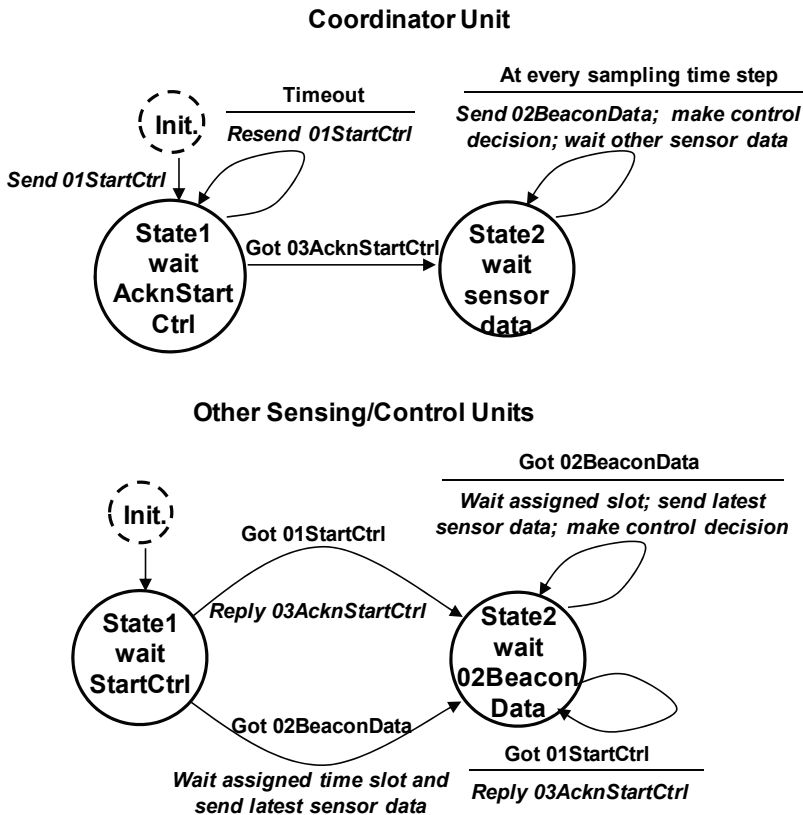 Coordinator Unit
At every sampling time step
Timeout
Send 02BeaconData; make control
decision; wait other sensor data
Init.
Resend 01StartCtrl
Send 01StartCtrl
State1
wait
AcknStart
Ctrl
Got 03AcknStartCtrl
State2
wait
sensor
data
Other Sensing/Control Units
Got 02BeaconData
Wait assigned slot; send latest
sensor data; make control decision
Init.
Got 01StartCtrl
Reply 03AcknStartCtrl
State1
wait
StartCtrl
State2
wait
02Beacon
Data
Got 02BeaconData
Wait assigned time slot and
send latest sensor data
Got 01StartCtrl
Reply 03AcknStartCtrl